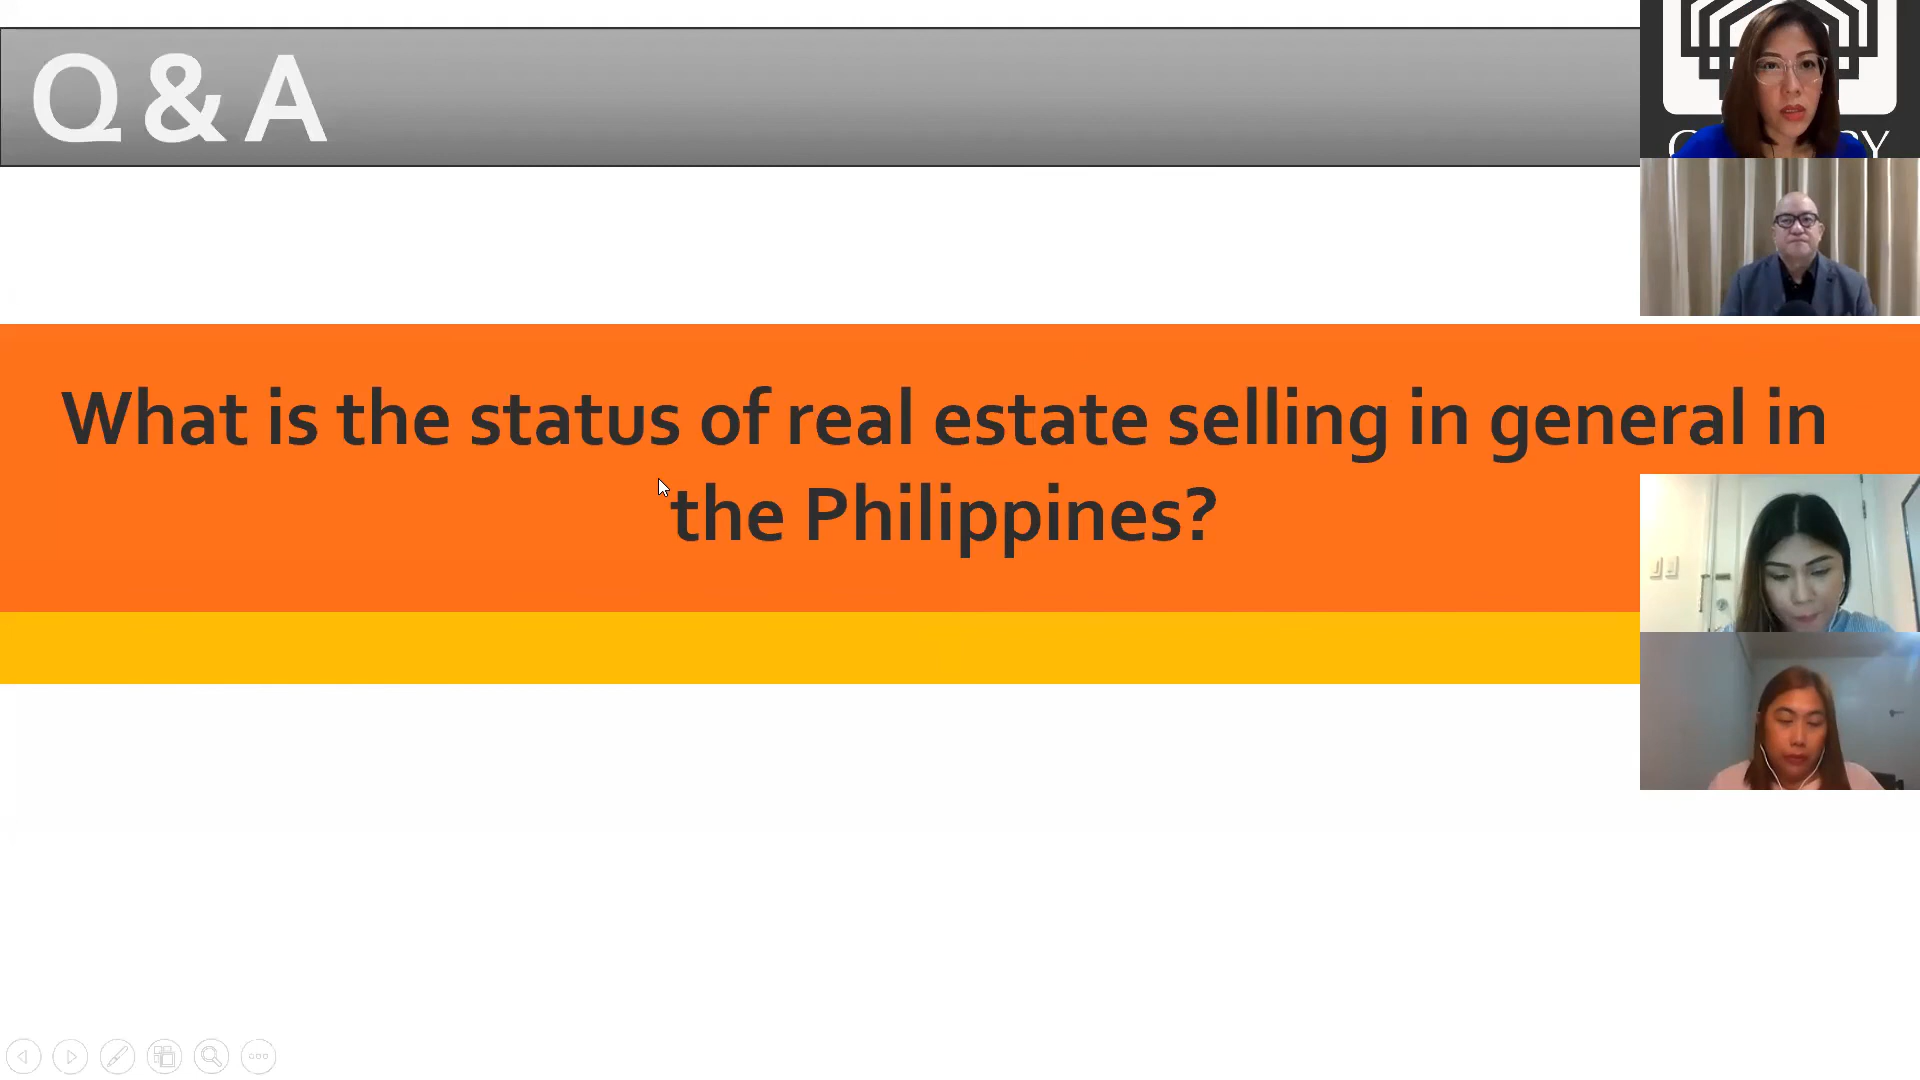 Q & A
What is the status of real estate selling in general in
the Philippines?